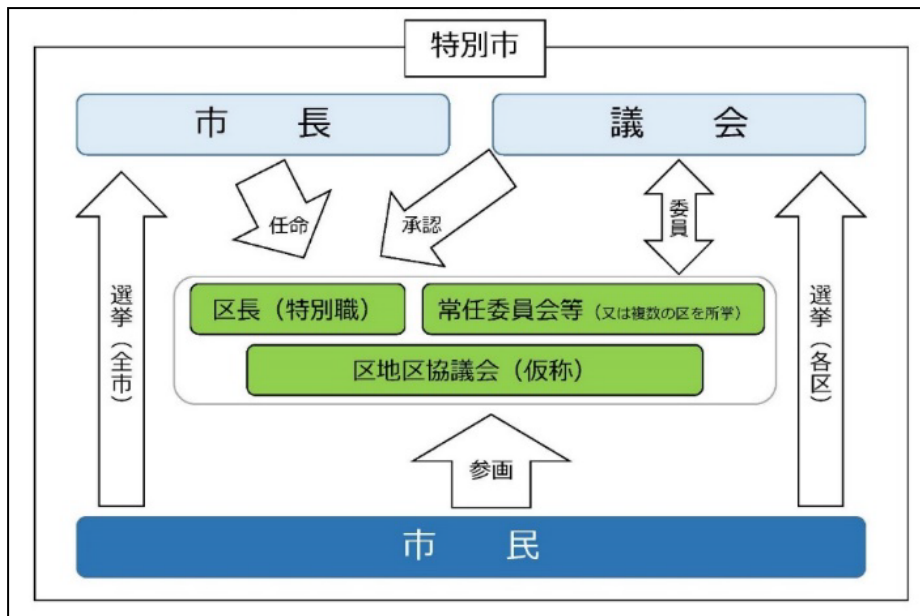 特別市
市　長
議　会
任命
承認
委員
選挙（全市）
区長（特別職）
常任委員会等（又は複数の区を所掌）
選挙（各区）
区地区協議会（仮称）
参画
市　民